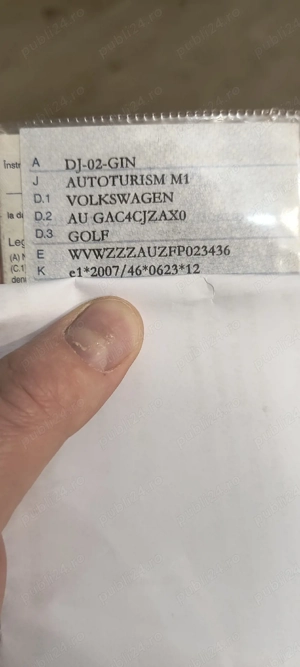 A DJ-02-GIN
J AUTOTURISM M1
D.1 VOLKSWAGEN
D.2 AU GAC4CJZAX0
D.3 GOLF
E WVWZZZAUZFP023436
K e1*2007/46*0623*12